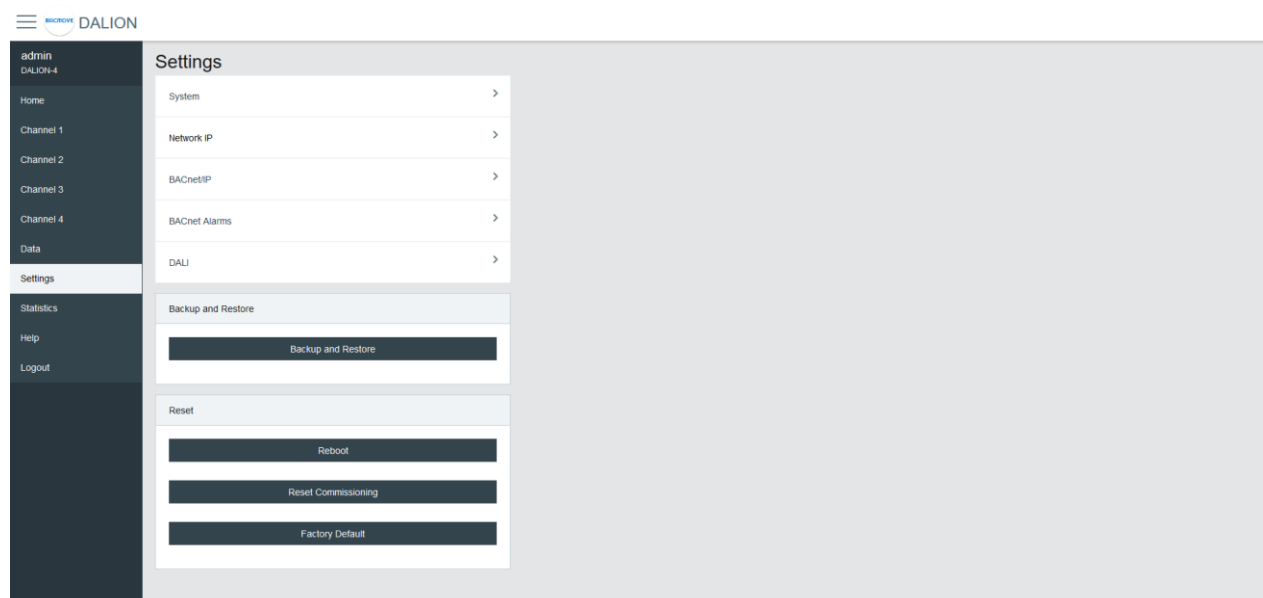 DALION
admin
DALION-4
Home
Channel 1
Channel 2
Channel 3
Channel 4
Data
Settings
Statistics
Help
Logout
Settings
System
Network IP
BACnet/IP
BACnet Alarms
DALI
Backup and Restore
Backup and Restore
Reset
Reboot
Reset Commissioning
Factory Default